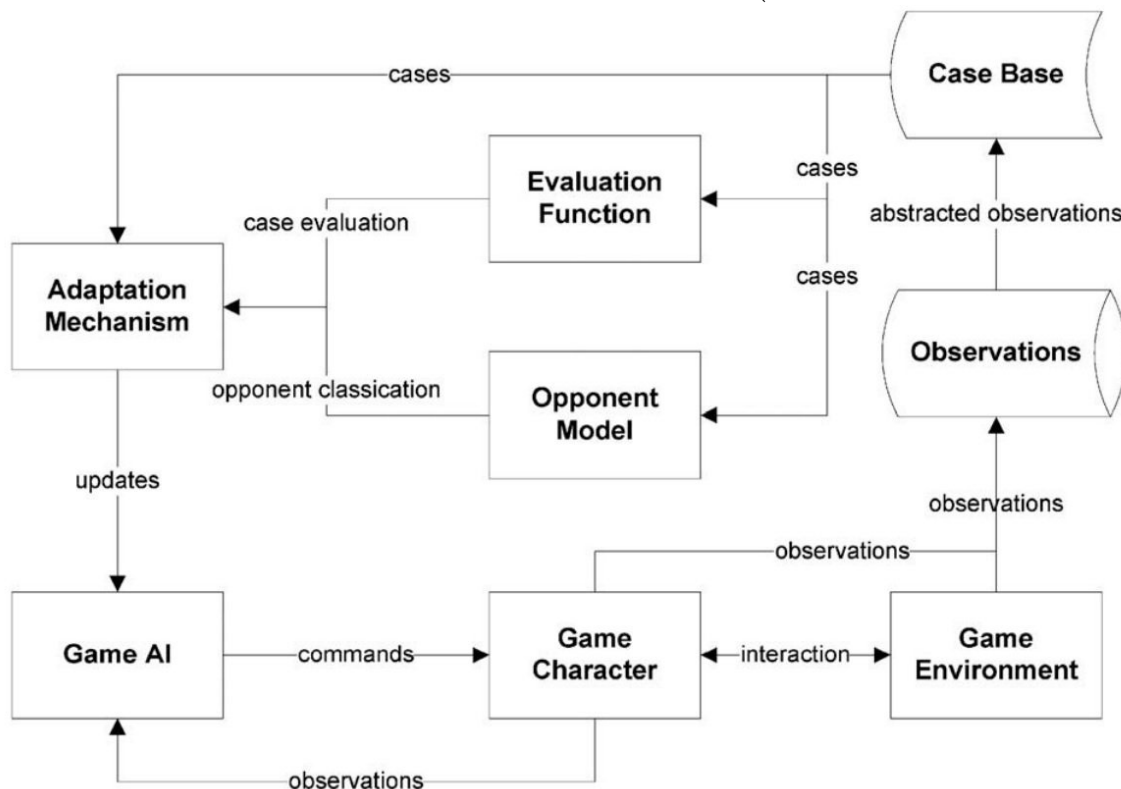 cases
Case Base
Evaluation
Function
cases
case evaluation
abstracted observations
cases
Adaptation
Mechanism
Observations
opponent classication
Opponent
Model
updates
observations
observations
Game AI
commands
Game
Character
interaction
Game
Environment
observations